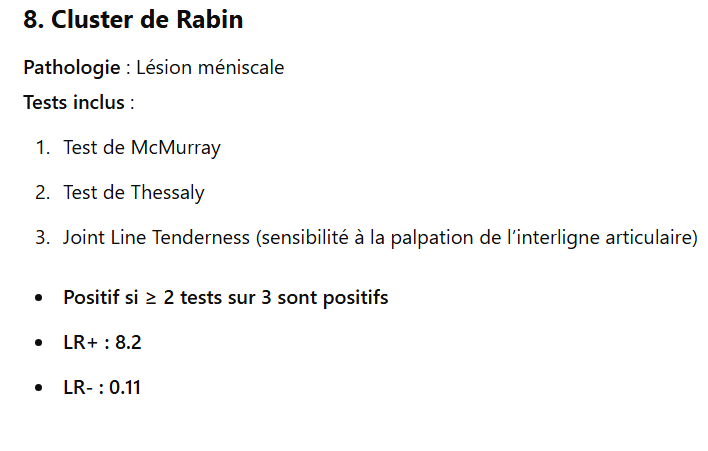 8. Cluster de Rabin
Pathologie : Lésion méniscale
Tests inclus :
1. Test de McMurray
2. Test de Thessaly
3. Joint Line Tenderness (sensibilité à la palpation de l’interligne articulaire)
• Positif si ≥ 2 tests sur 3 sont positifs
• LR+ : 8.2
• LR- : 0.11